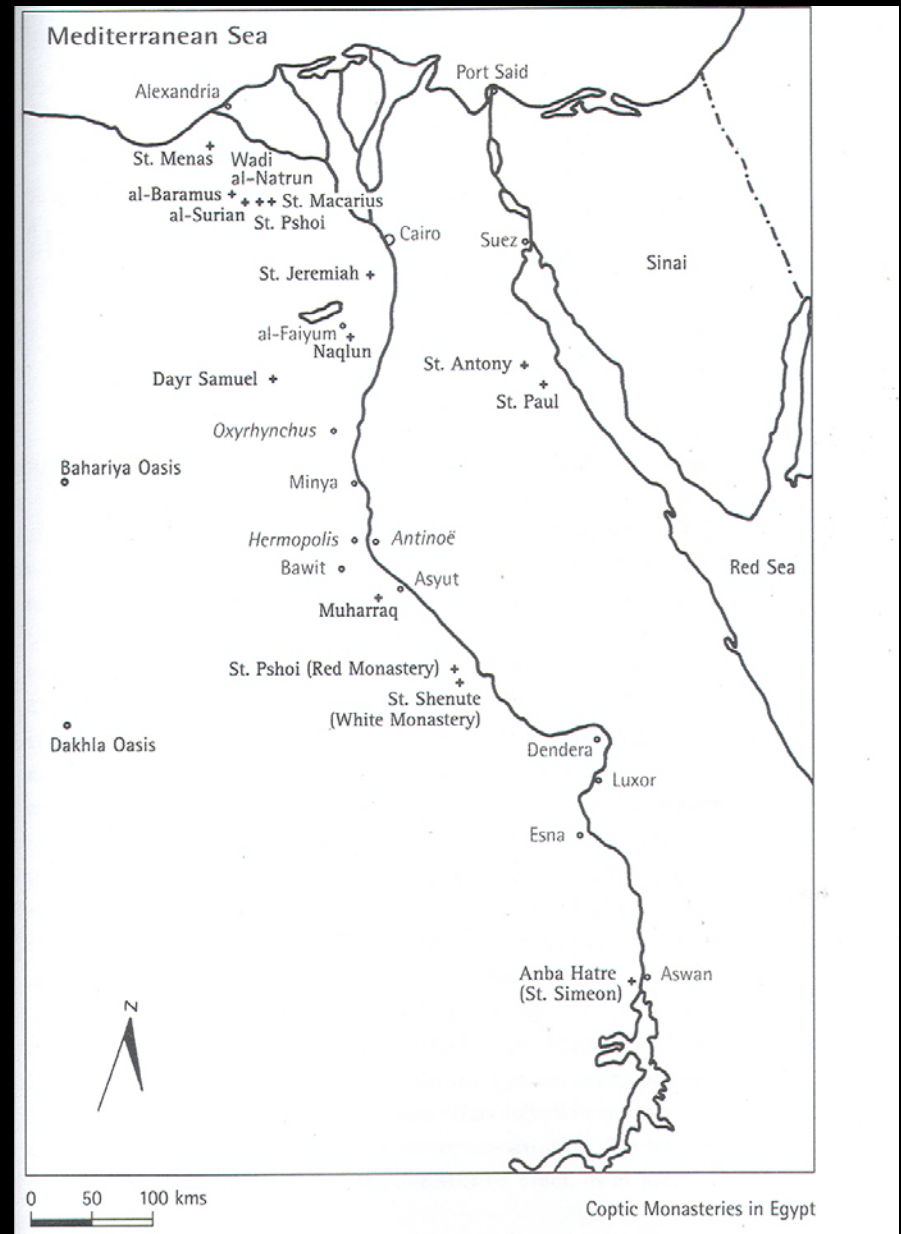 Mediterranean Sea
Port Said
Alexandria
St. Menas
Wadi
al-Natrun
al-Baramus
St. Macarius
al-Surian
St. Pshoi
Cairo
Suez
Sinai
St. Jeremiah
al-Faiyum
Naqlun
St. Antony
Dayr Samuel
St. Paul
Oxyrhynchus
Bahariya Oasis
Minya
Hermopolis
Antinoë
Bawit
Red Sea
Asyut
Muharraq
St. Pshoi (Red Monastery)
St. Shenute
(White Monastery)
Dakhla Oasis
Dendera
Luxor
Esna
Anba Hatre
(St. Simeon)
Aswan
N
0 50 100 kms
Coptic Monasteries in Egypt